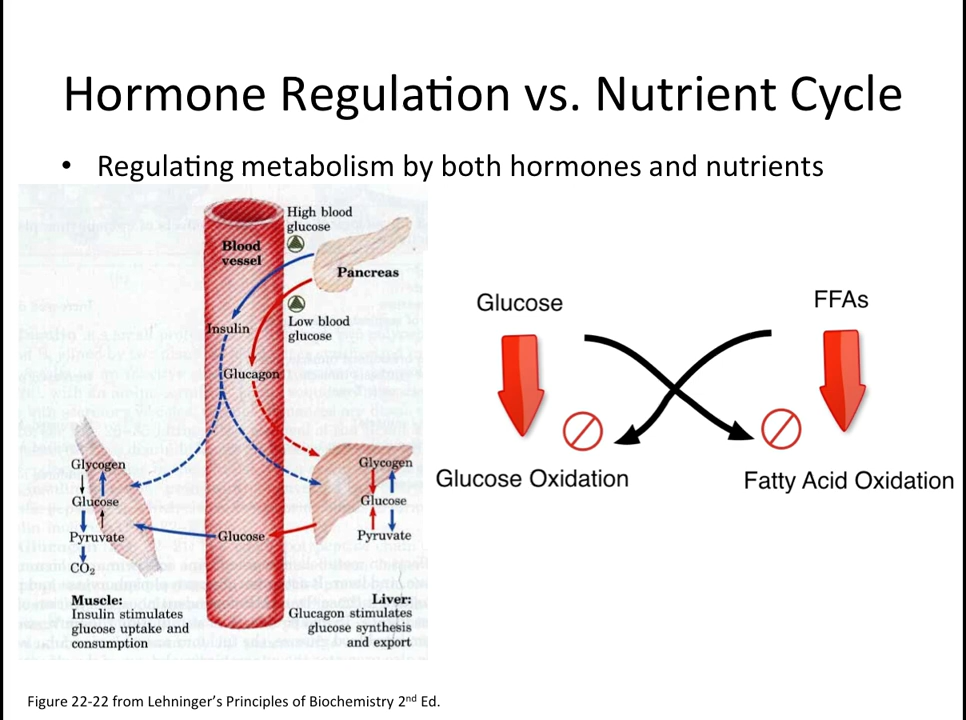 Hormone Regulation vs. Nutrient Cycle
• Regulating metabolism by both hormones and nutrients
High blood
glucose
Blood
vessel
Pancreas
Insulin
Low blood
glucose
Glucagon
Glycogen
Glucose
Pyruvate
CO₂
Glucose
Glycogen
Glucose
Pyruvate
Muscle:
Insulin stimulates
glucose uptake and
consumption
Liver:
Glucagon stimulates
glucose synthesis
and export
Glucose
FFAs
Glucose Oxidation
Fatty Acid Oxidation
Figure 22-22 from Lehninger's Principles of Biochemistry 2nd Ed.